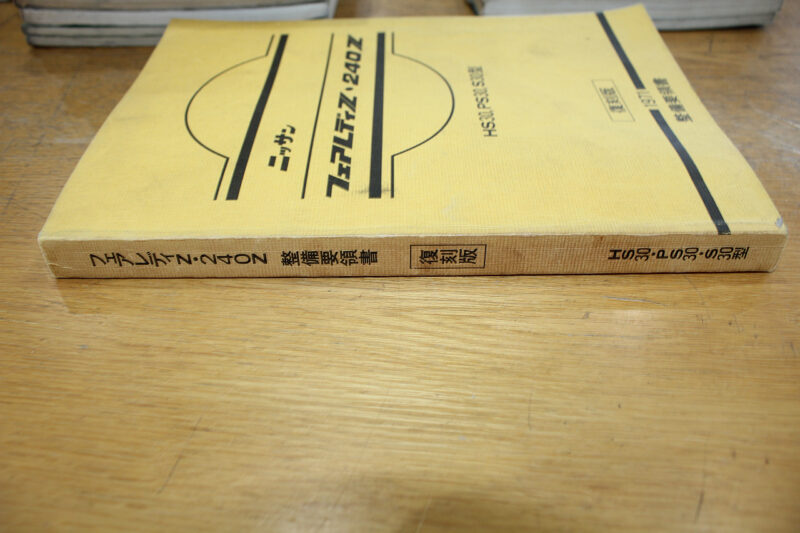 ニッサン
フェアレディZ・240Z
HS30,PS30,S30型
復刻版
1971
整備要領書
フェアレディZ・240Z 整備要領書 復刻版 HS30・PS30・S30型